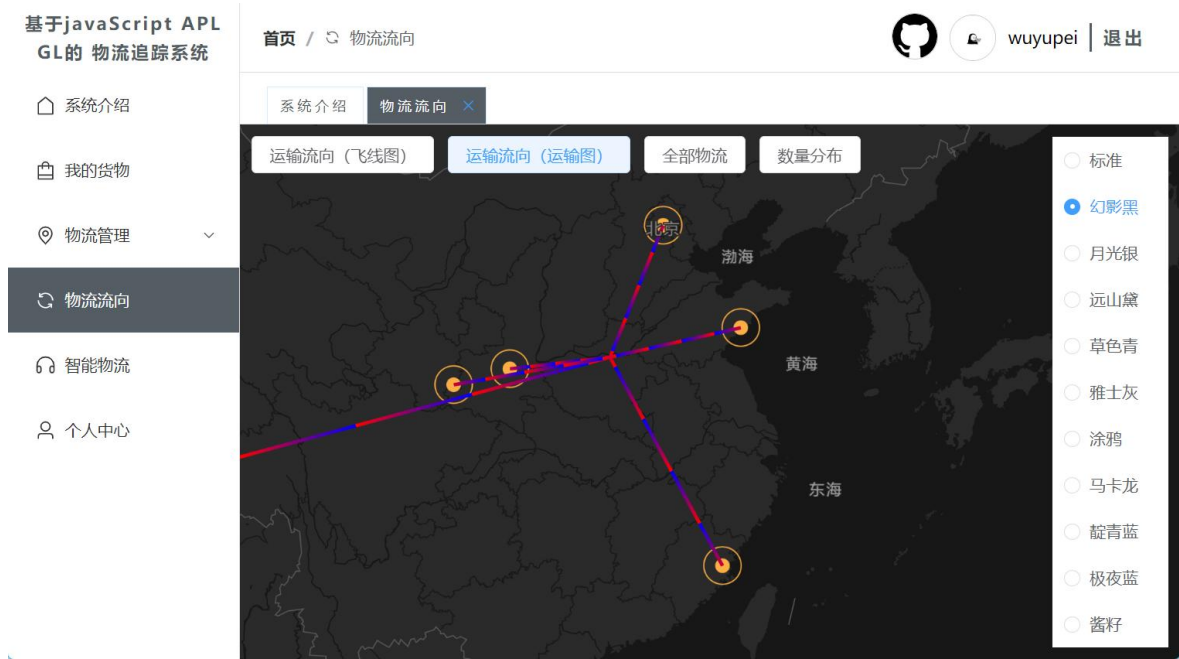 基于javaScript APL
GL的 物流追踪系统
首页 / 物流流向
wuyupei
退出
系统介绍
我的货物
物流管理
物流流向
智能物流
个人中心
系统介绍
物流流向
运输流向（飞线图）
运输流向（运输图）
全部物流
数量分布
北京
渤海
黄海
东海
标准
幻影黑
月光银
远山黛
草色青
雅士灰
涂鸦
马卡龙
靛青蓝
极夜蓝
酱籽